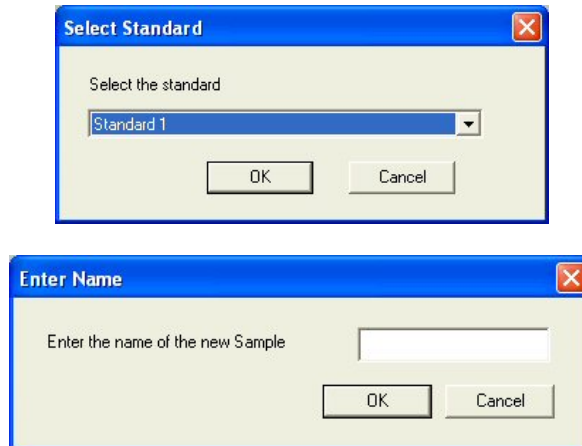 Select Standard
Select the standard
Standard 1
OK Cancel
Enter Name
Enter the name of the new Sample
OK Cancel